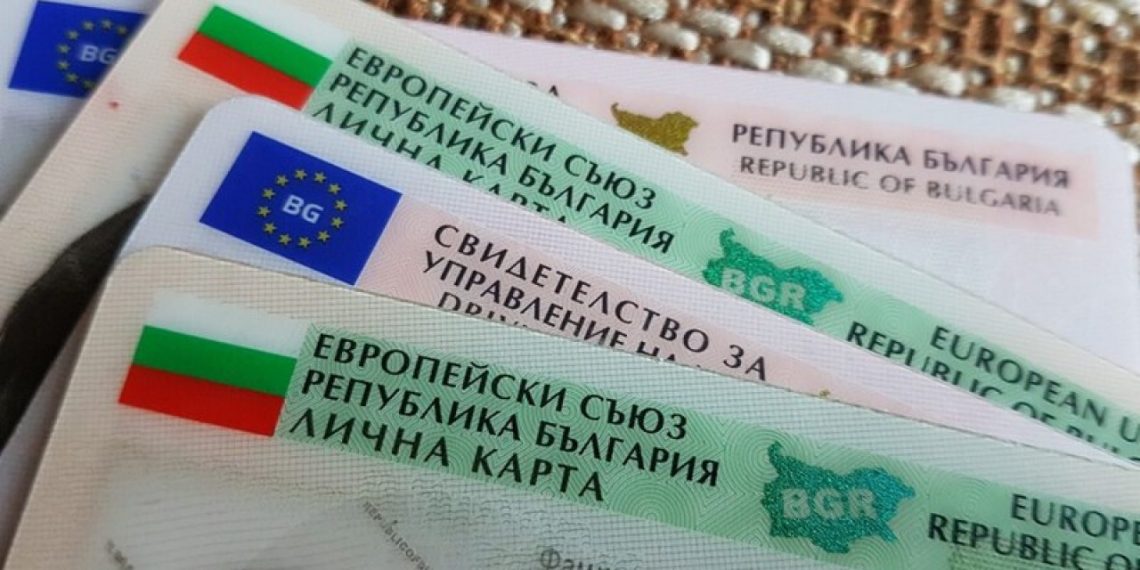 BG
ЕВРОПЕЙСКИ СЪЮЗ
РЕПУБЛИКА БЪЛГАРИЯ
ЛИЧНА КАРТА
BGR
EUROPEAN U
REPUBLIC OF
РЕПУБЛИКА БЪЛГАРИЯ
REPUBLIC OF BULGARIA
BG
СВИДЕТЕЛСТВО ЗА
УПРАВЛЕНИЕ НА
ЕВРОПЕЙСКИ СЪЮЗ
РЕПУБЛИКА БЪЛГАРИЯ
ЛИЧНА КАРТА
BGR
EUROPE
REPUBLIC